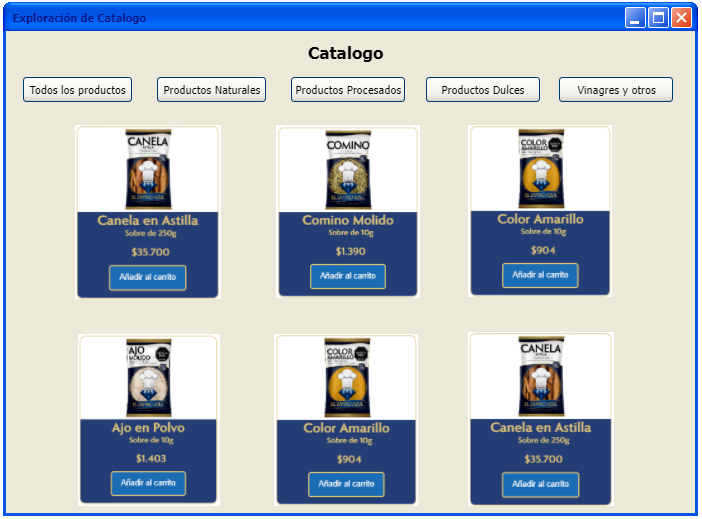 Exploración de Catalogo
Catalogo
Todos los productos Productos Naturales Productos Procesados Productos Dulces Vinagres y otros
CANELA COMINO COLOR AMARILLO
Canela en Astilla Comino Molido Color Amarillo
Sobre de 250g Sobre de 10g Sobre de 10g
$35.700 $1.390 $904
Añadir al carrito Añadir al carrito Añadir al carrito
AJO MOLIDO COLOR AMARILLO CANELA
Ajo en Polvo Color Amarillo Canela en Astilla
Sobre de 10g Sobre de 10g Sobre de 250g
$1.403 $904 $35.700
Añadir al carrito Añadir al carrito Añadir al carrito